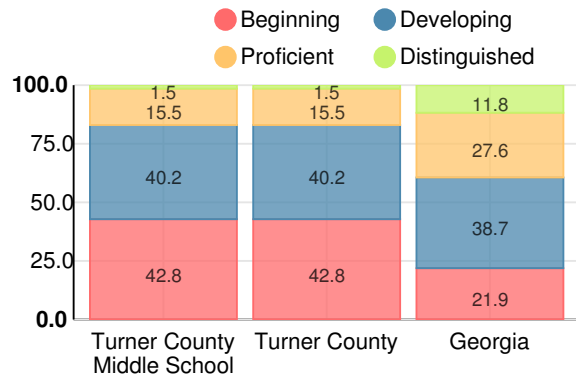 Beginning Developing
Proficient Distinguished
100.0
75.0
50.0
25.0
0.0
1.5 1.5 11.8
15.5 15.5 27.6
40.2 40.2 38.7
42.8 42.8 21.9
Turner County Turner County Georgia
Middle School